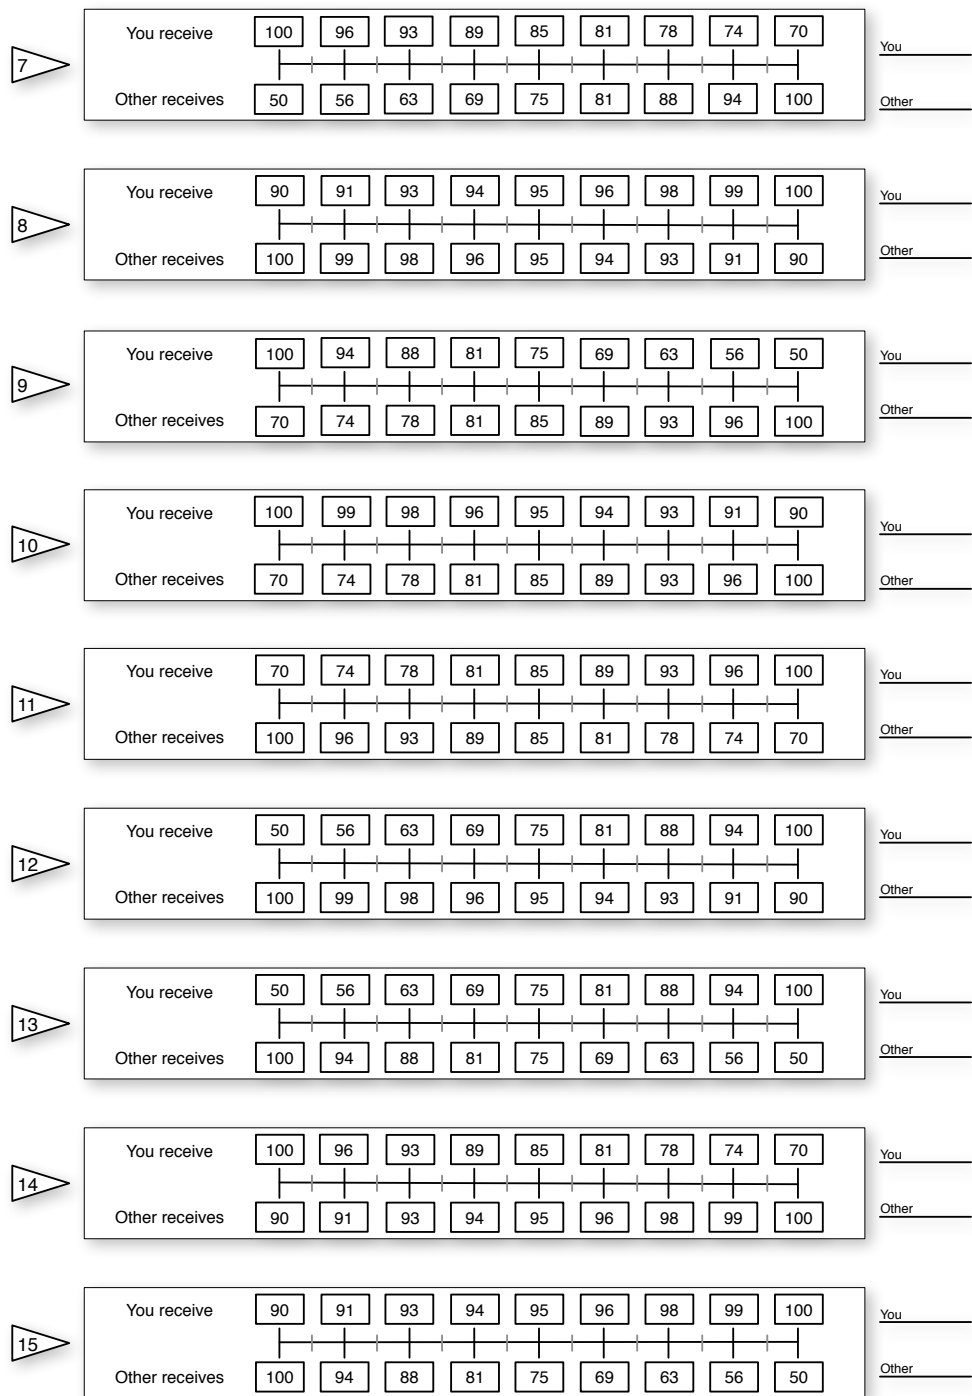 You receive 100 96 93 89 85 81 78 74 70 You
7
Other receives 50 56 63 69 75 81 88 94 100 Other
You receive 90 91 93 94 95 96 98 99 100 You
8
Other receives 100 99 98 96 95 94 93 91 90 Other
You receive 100 94 88 81 75 69 63 56 50 You
9
Other receives 70 74 78 81 85 89 93 96 100 Other
You receive 100 99 98 96 95 94 93 91 90 You
10
Other receives 70 74 78 81 85 89 93 96 100 Other
You receive 70 74 78 81 85 89 93 96 100 You
11
Other receives 100 96 93 89 85 81 78 74 70 Other
You receive 50 56 63 69 75 81 88 94 100 You
12
Other receives 100 99 98 96 95 94 93 91 90 Other
You receive 50 56 63 69 75 81 88 94 100 You
13
Other receives 100 94 88 81 75 69 63 56 50 Other
You receive 100 96 93 89 85 81 78 74 70 You
14
Other receives 90 91 93 94 95 96 98 99 100 Other
You receive 90 91 93 94 95 96 98 99 100 You
15
Other receives 100 94 88 81 75 69 63 56 50 Other